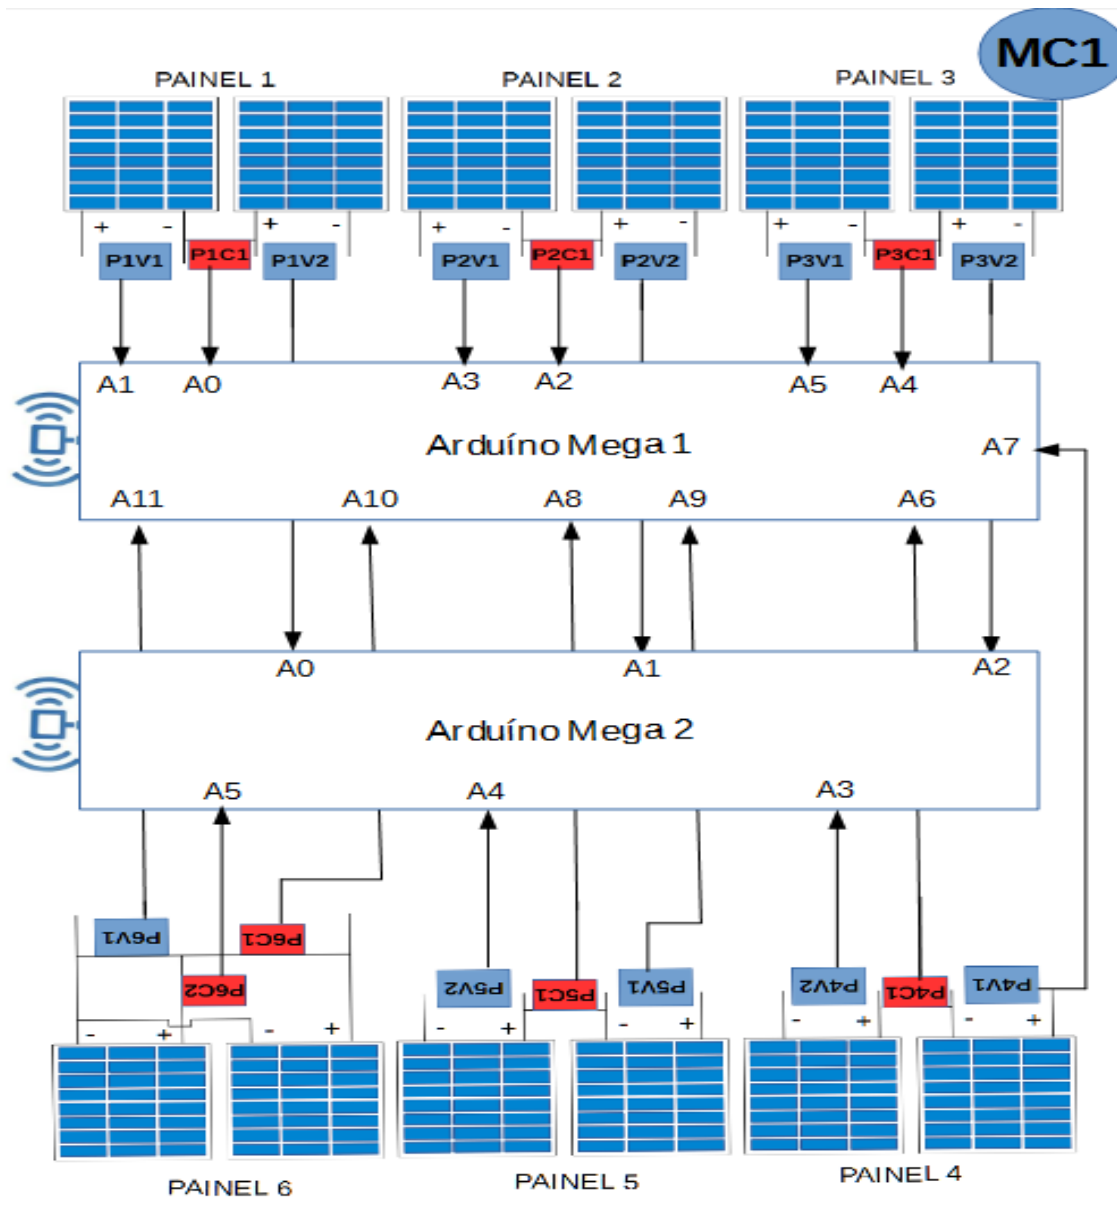 MC1
PAINEL 1 PAINEL 2 PAINEL 3
+ - + - + - + - + - + -
P1V1 P1C1 P1V2 P2V1 P2C1 P2V2 P3V1 P3C1 P3V2
A1 A0 A3 A2 A5 A4
Arduíno Mega 1 A7
A11 A10 A8 A9 A6
A0 A1 A2
Arduíno Mega 2
A5 A4 A3
P6V1 P6C1
P6C2 P5V2 P5C1 P5V1 P4V2 P4C1 P4V1
- + - + - + - + - + - +
PAINEL 6 PAINEL 5 PAINEL 4